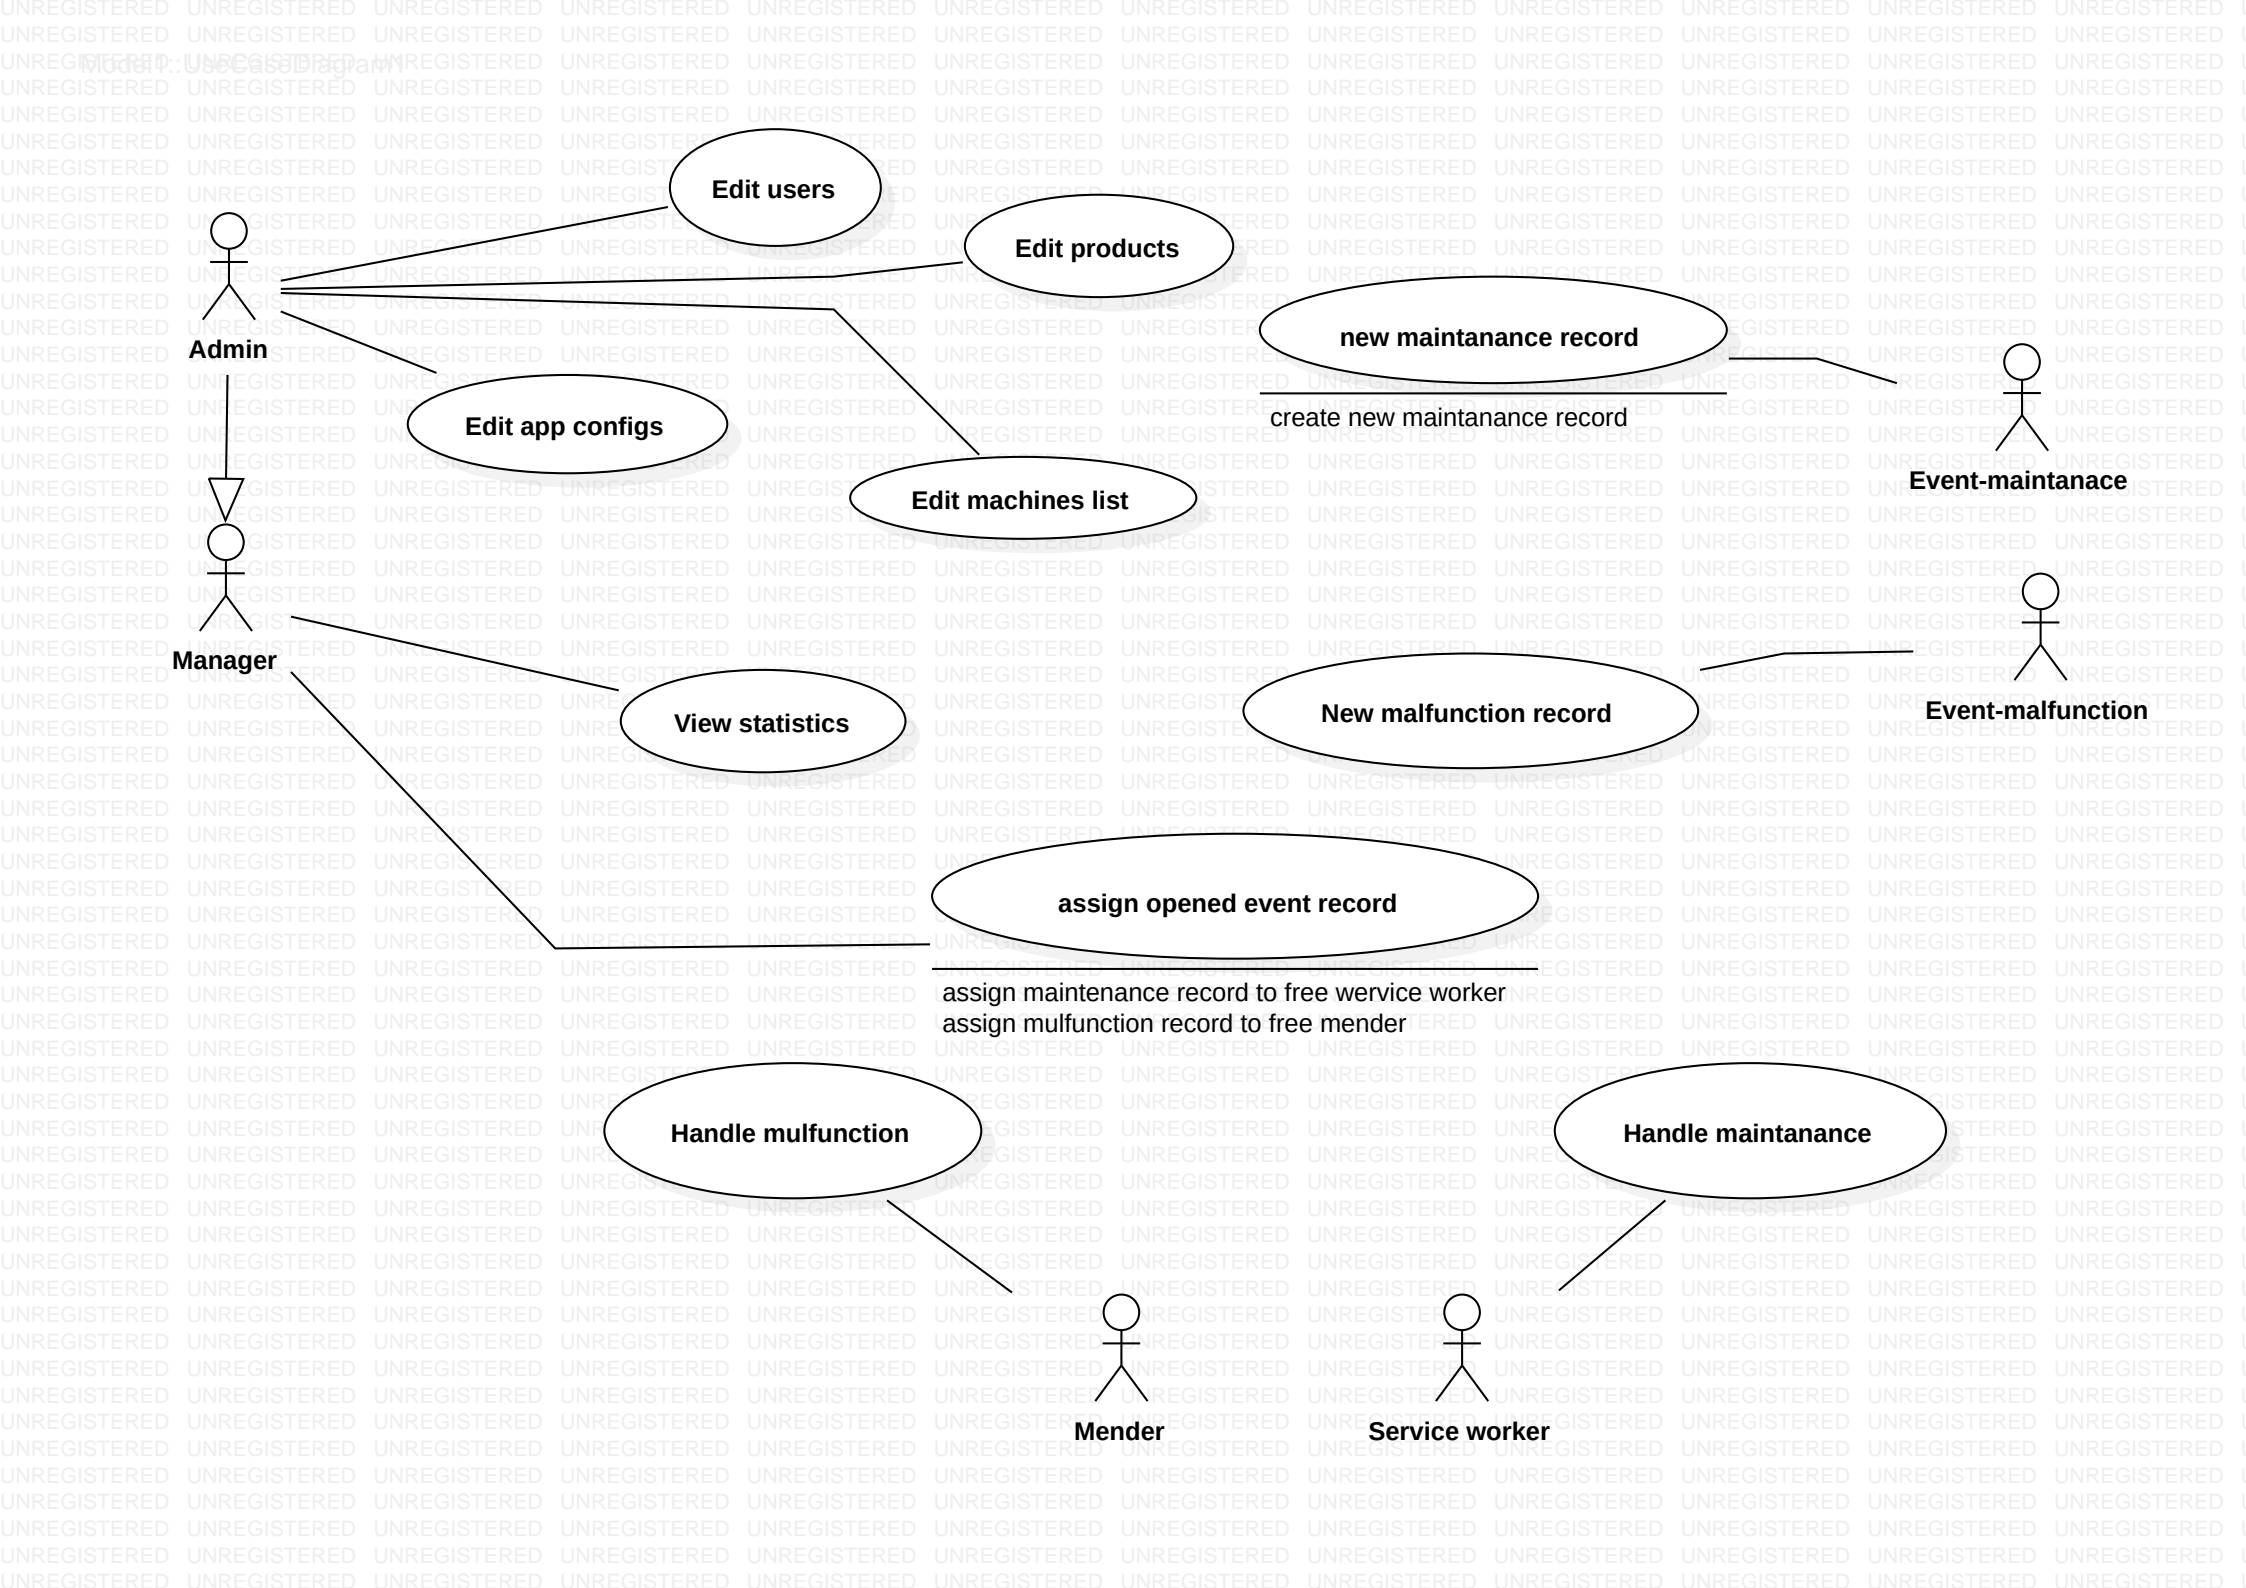 Model1::UseCaseDiagram1
Edit users
Edit products
new maintanance record
create new maintanance record
Admin
Edit app configs
Edit machines list
Event-maintanace
Manager
View statistics
New malfunction record
Event-malfunction
assign opened event record
assign maintenance record to free wervice worker
assign mulfunction record to free mender
Handle mulfunction
Handle maintanance
Mender
Service worker
UNREGISTERED